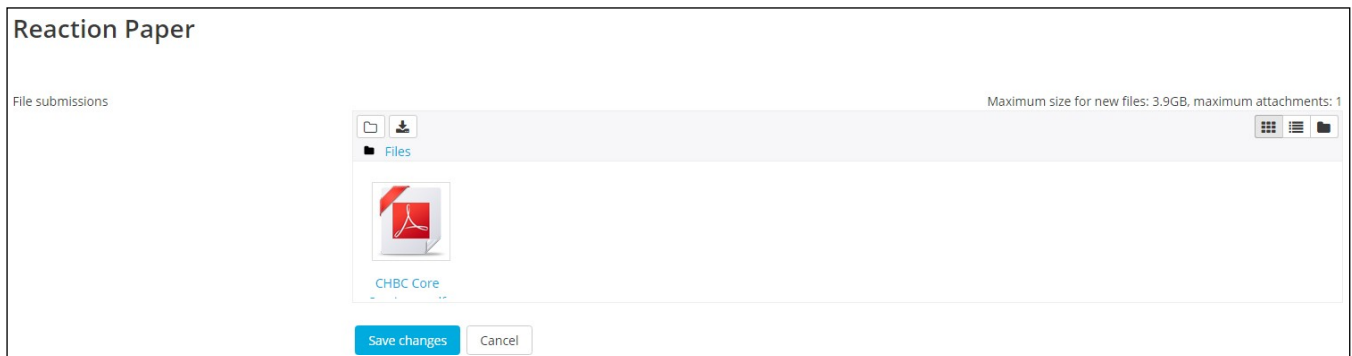 Reaction Paper
File submissions
Maximum size for new files: 3.9GB, maximum attachments: 1
Files
CHBC Core
Save changes
Cancel